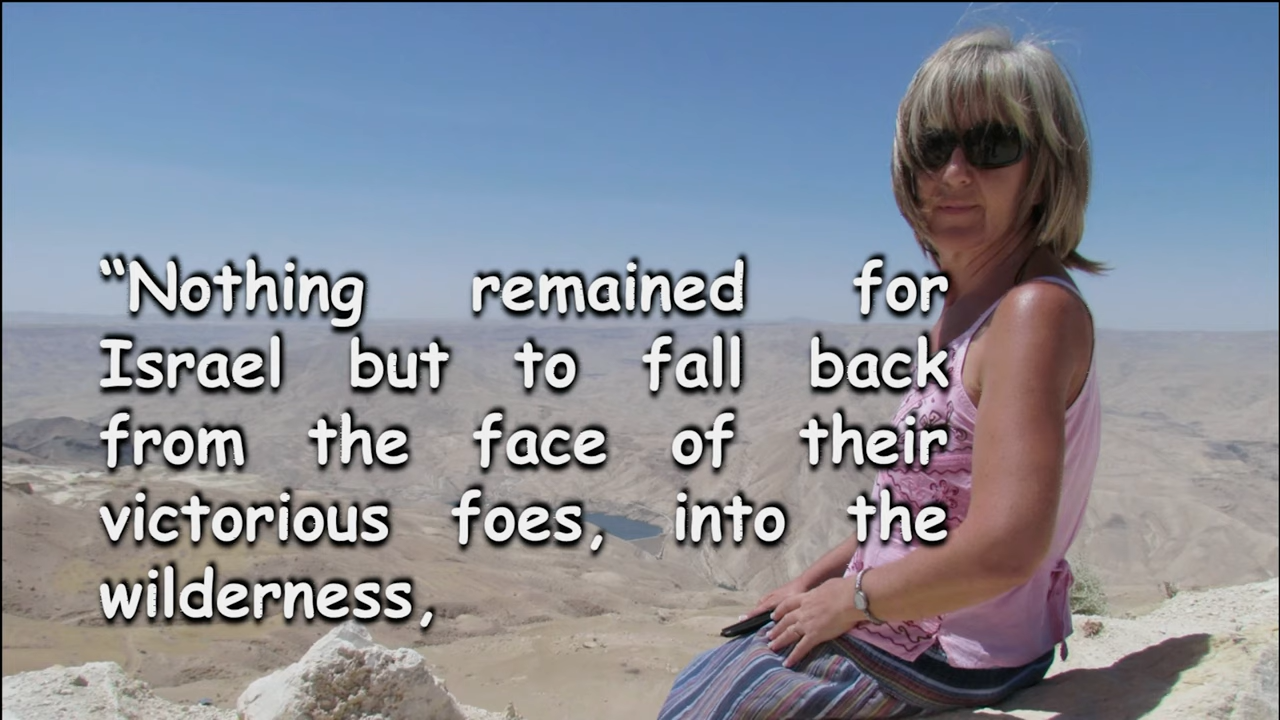 “Nothing remained for
Israel but to fall back
from the face of their
victorious foes, into the
wilderness,